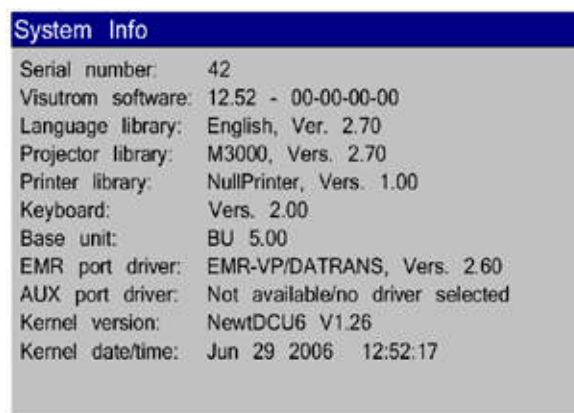 System Info
Serial number: 42
Visutrom software: 12.52 - 00-00-00-00
Language library: English, Ver. 2.70
Projector library: M3000, Vers. 2.70
Printer library: NullPrinter, Vers. 1.00
Keyboard: Vers. 2.00
Base unit: BU 5.00
EMR port driver: EMR-VP/DATRANS, Vers. 2.60
AUX port driver: Not available/no driver selected
Kernel version: NewtDCU6 V1.26
Kernel date/time: Jun 29 2006 12:52:17